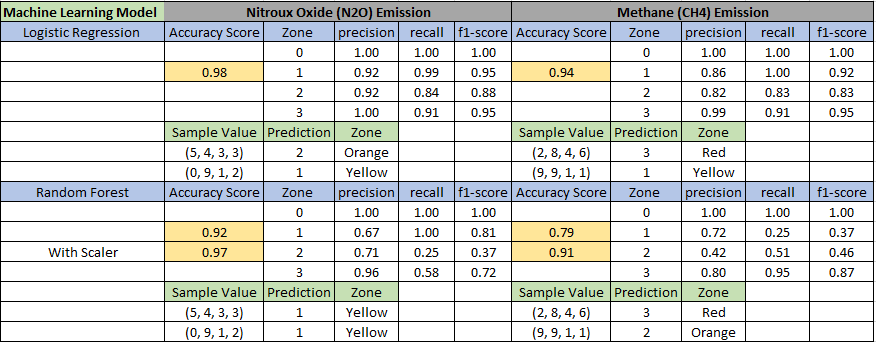 Machine Learning Model Nitroux Oxide (N2O) Emission Methane (CH4) Emission
Logistic Regression Accuracy Score Zone precision recall f1-score Accuracy Score Zone precision recall f1-score
0 1.00 1.00 1.00 0 1.00 1.00 1.00
0.98 1 0.92 0.99 0.95 0.94 1 0.86 1.00 0.92
2 0.92 0.84 0.88 2 0.82 0.83 0.83
3 1.00 0.91 0.95 3 0.99 0.91 0.95
Sample Value Prediction Zone Sample Value Prediction Zone
(5, 4, 3, 3) 2 Orange (2, 8, 4, 6) 3 Red
(0, 9, 1, 2) 1 Yellow (9, 9, 1, 1) 1 Yellow
Random Forest Accuracy Score Zone precision recall f1-score Accuracy Score Zone precision recall f1-score
0 1.00 1.00 1.00 0 1.00 1.00 1.00
0.92 1 0.67 1.00 0.81 0.79 1 0.72 0.25 0.37
With Scaler 0.97 2 0.71 0.25 0.37 0.91 2 0.42 0.51 0.46
3 0.96 0.58 0.72 3 0.80 0.95 0.87
Sample Value Prediction Zone Sample Value Prediction Zone
(5, 4, 3, 3) 1 Yellow (2, 8, 4, 6) 3 Red
(0, 9, 1, 2) 1 Yellow (9, 9, 1, 1) 2 Orange